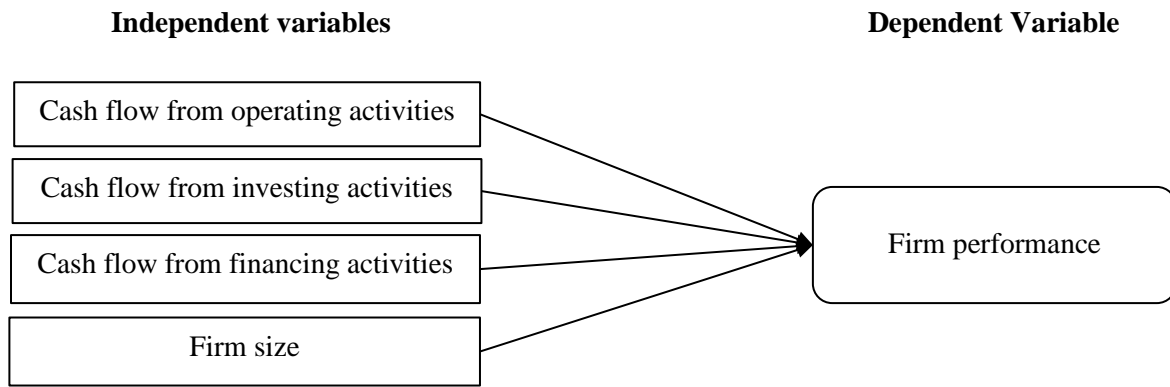 Independent variables
Dependent Variable
Cash flow from operating activities
Cash flow from investing activities
Cash flow from financing activities
Firm size
Firm performance